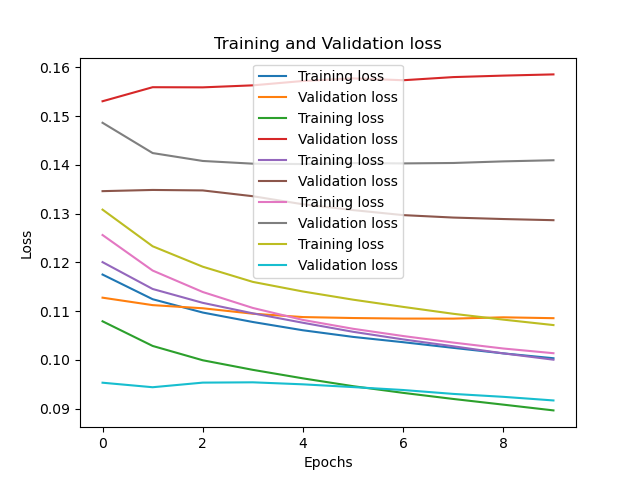 Training and Validation loss
0.16
0.15
0.14
0.13
0.12
0.11
0.10
0.09
Loss
Training loss
Validation loss
Training loss
Validation loss
Training loss
Validation loss
Training loss
Validation loss
Training loss
Validation loss
0 2 4 6 8
Epochs